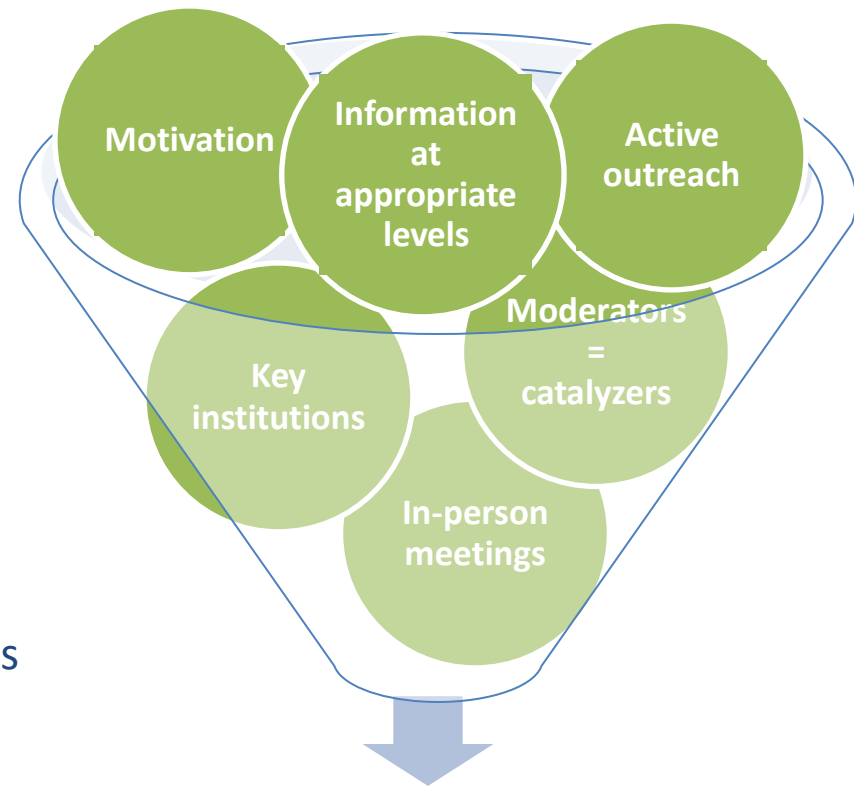 Motivation
Information
at
appropriate
levels
Active
outreach
Key
institutions
Moderators
=
catalyzers
In-person
meetings
s